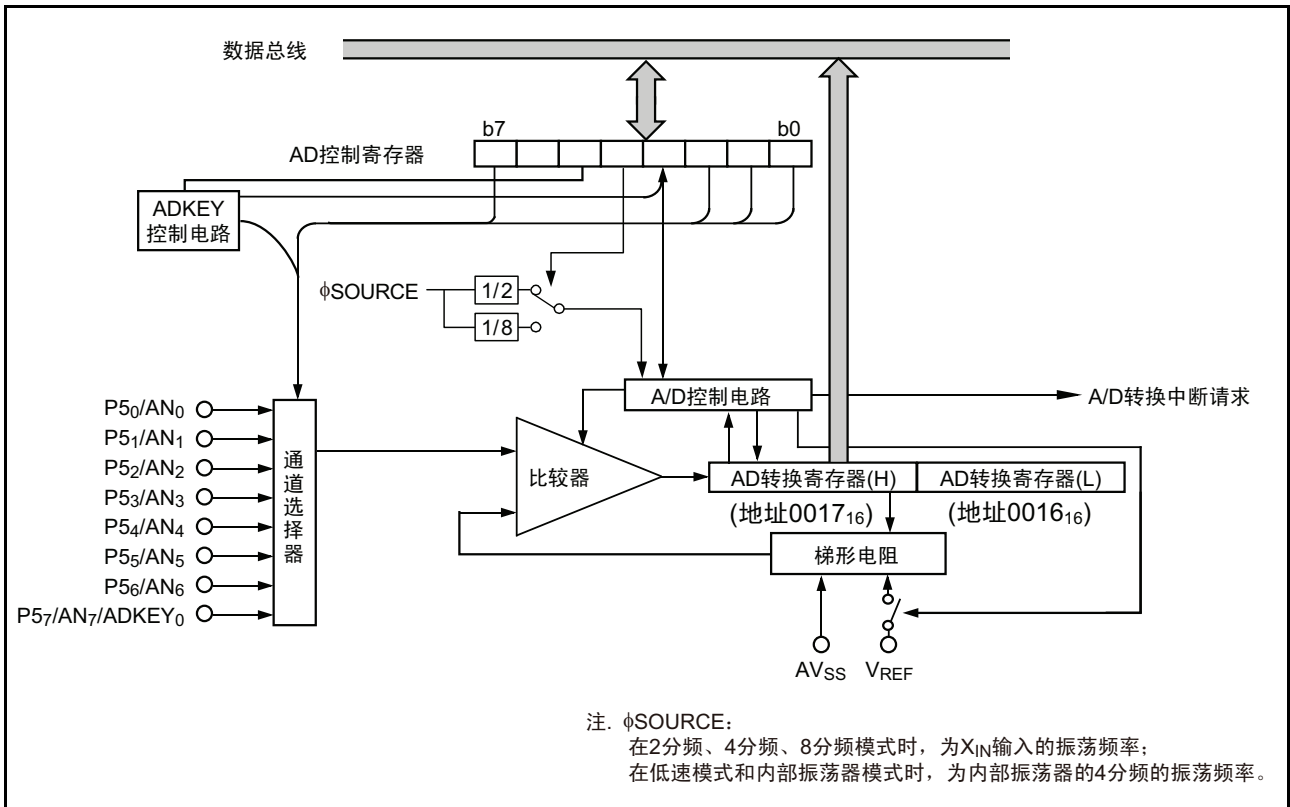 数据总线
b7 b0
AD控制寄存器
ADKEY
控制电路
ϕSOURCE
1/2
1/8
A/D控制电路
A/D转换中断请求
P5₀/AN₀
P5₁/AN₁
P5₂/AN₂
P5₃/AN₃
P5₄/AN₄
P5₅/AN₅
P5₆/AN₆
P5₇/AN₇/ADKEY₀
通道选择器
比较器
AD转换寄存器(H) AD转换寄存器(L)
(地址0017₁₆) (地址0016₁₆)
梯形电阻
AVSS VREF
注. ϕSOURCE：
在2分频、4分频、8分频模式时，为XIN输入的振荡频率；
在低速模式和内部振荡器模式时，为内部振荡器的4分频的振荡频率。